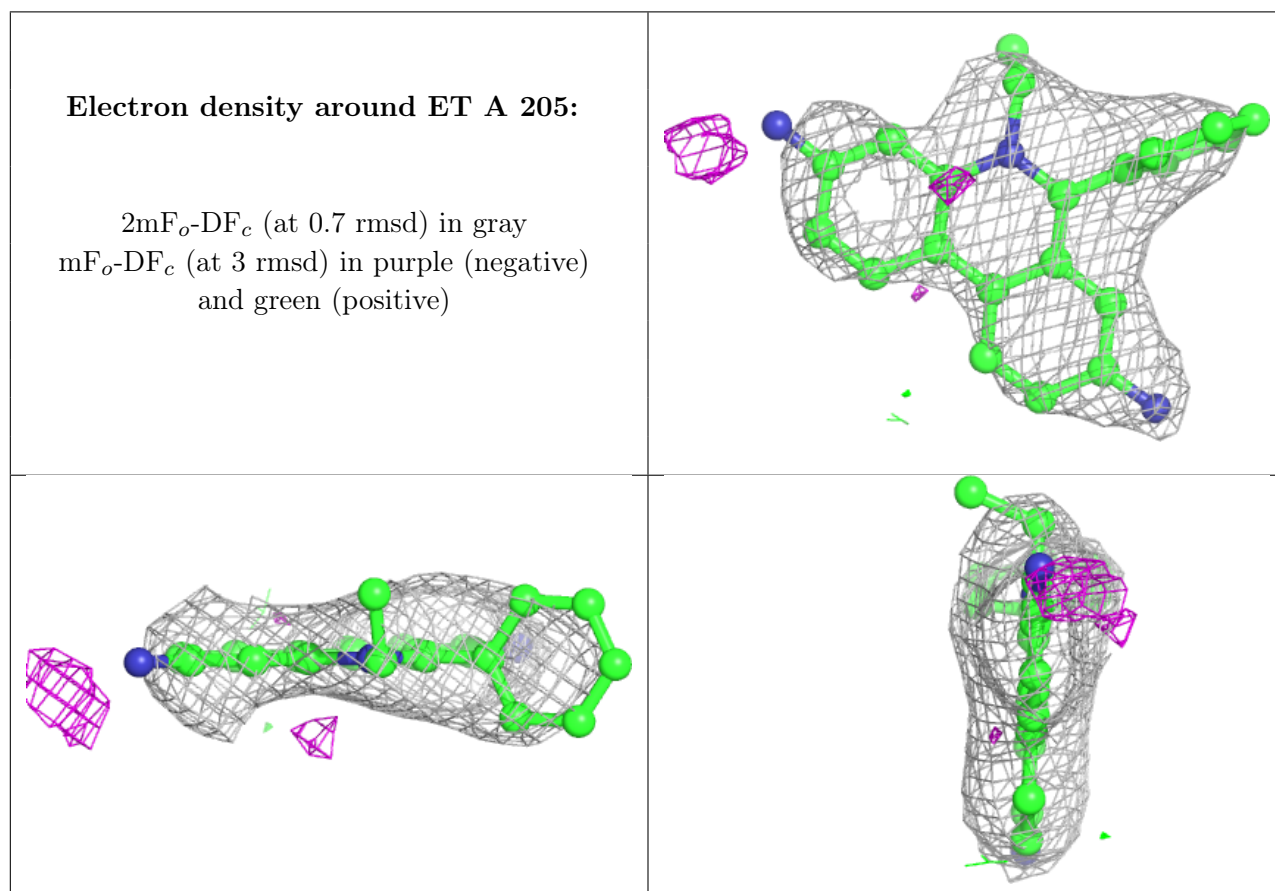 Electron density around ET A 205:
2mFo-DFc (at 0.7 rmsd) in gray
mFo-DFc (at 3 rmsd) in purple (negative)
and green (positive)